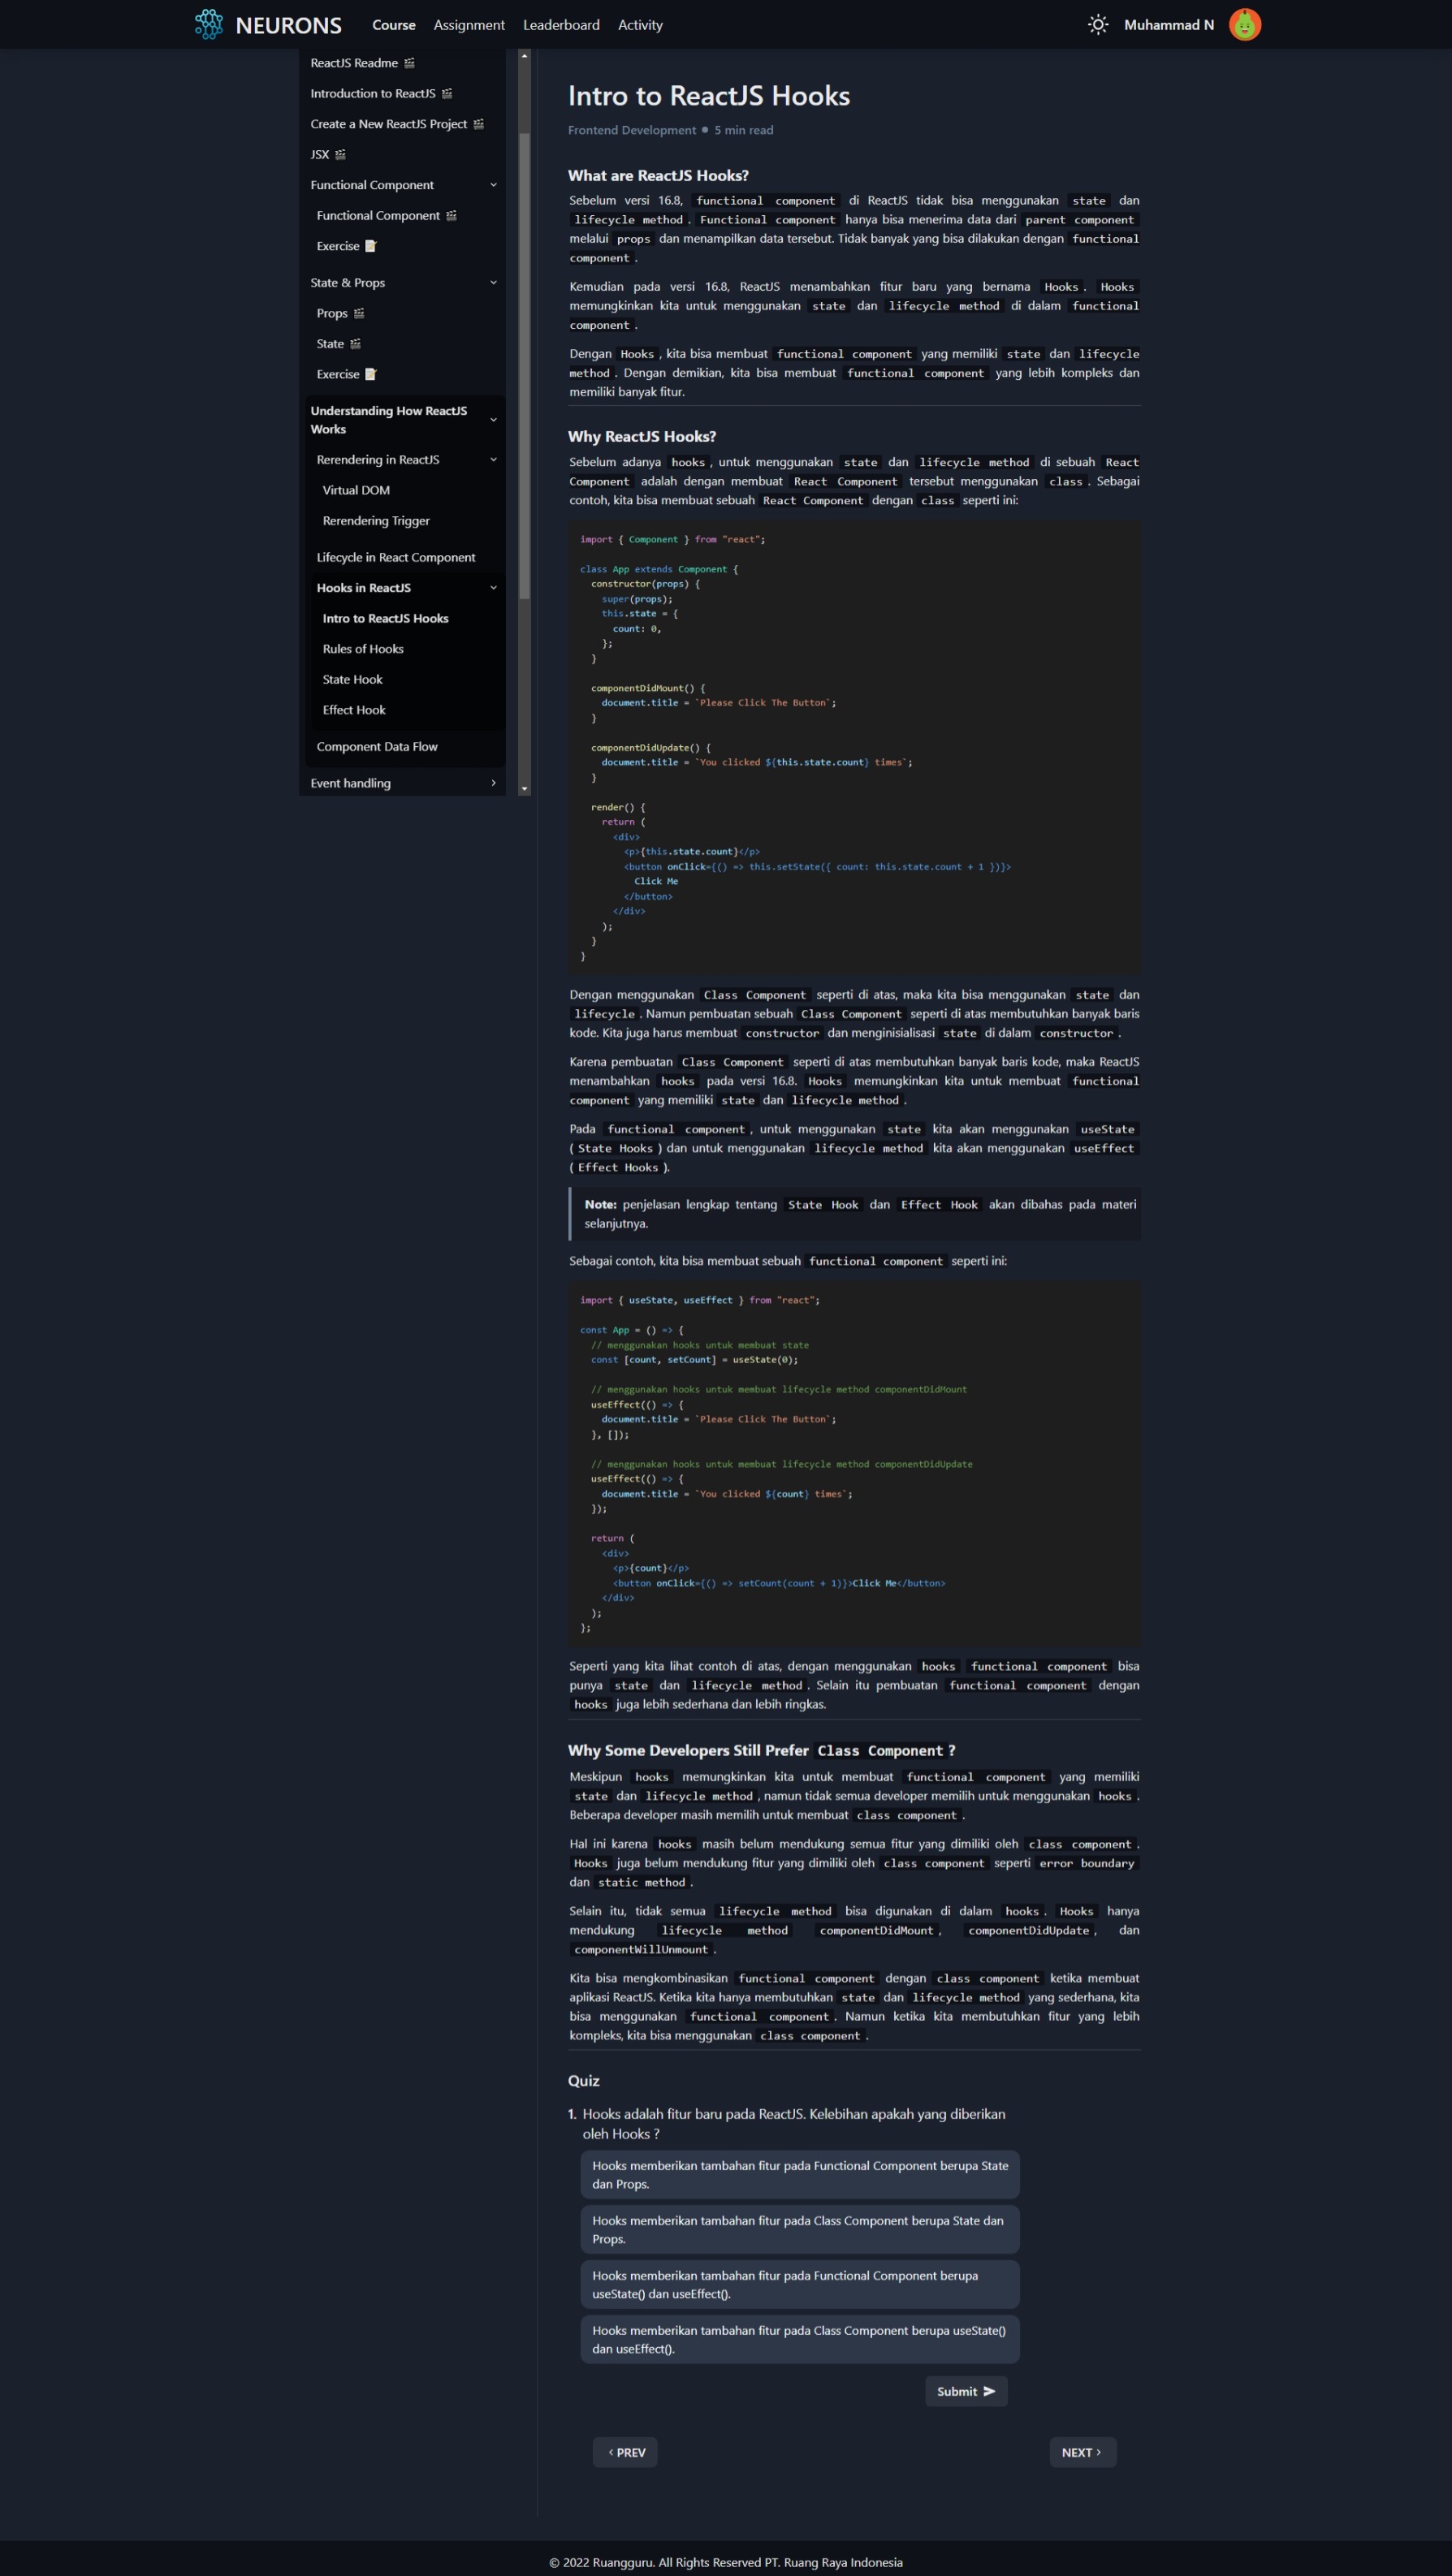 NEURONS Course Assignment Leaderboard Activity Muhammad N
ReactJS Readme
Introduction to ReactJS
Create a New ReactJS Project
JSX
Functional Component
Functional Component
Exercise
State & Props
Props
State
Exercise
Understanding How ReactJS
Works
Rerendering in ReactJS
Virtual DOM
Rerendering Trigger
Lifecycle in React Component
Hooks in ReactJS
Intro to ReactJS Hooks
Rules of Hooks
State Hook
Effect Hook
Component Data Flow
Event handling
Intro to ReactJS Hooks
Frontend Development • 5 min read
What are ReactJS Hooks?
Sebelum versi 16.8, functional component di ReactJS tidak bisa menggunakan state dan
lifecycle method. Functional component hanya bisa menerima data dari parent component
melalui props dan menampilkan data tersebut. Tidak banyak yang bisa dilakukan dengan functional
component.
Kemudian pada versi 16.8, ReactJS menambahkan fitur baru yang bernama Hooks. Hooks
memungkinkan kita untuk menggunakan state dan lifecycle method di dalam functional
component.
Dengan Hooks, kita bisa membuat functional component yang memiliki state dan lifecycle
method. Dengan demikian, kita bisa membuat functional component yang lebih kompleks dan
memiliki banyak fitur.
Why ReactJS Hooks?
Sebelum adanya hooks, untuk menggunakan state dan lifecycle method di sebuah React
Component adalah dengan membuat React Component tersebut menggunakan class. Sebagai
contoh, kita bisa membuat sebuah React Component dengan class seperti ini:
import { Component } from "react";
class App extends Component {
constructor(props) {
super(props);
this.state = {
count: 0,
};
}
componentDidMount() {
document.title = `Please Click The Button`;
}
componentDidUpdate() {
document.title = `You clicked ${this.state.count} times`;
}
render() {
return (
<div>
<p>{this.state.count}</p>
<button onClick={() => this.setState({ count: this.state.count + 1 })}>
Click Me
</button>
</div>
);
}
}
Dengan menggunakan Class Component seperti di atas, maka kita bisa menggunakan state dan
lifecycle. Namun pembuatan sebuah Class Component seperti di atas membutuhkan banyak baris
kode. Kita juga harus membuat constructor dan menginisialisasi state di dalam constructor.
Karena pembuatan Class Component seperti di atas membutuhkan banyak baris kode, maka ReactJS
menambahkan hooks pada versi 16.8. Hooks memungkinkan kita untuk membuat functional
component yang memiliki state dan lifecycle method.
Pada functional component, untuk menggunakan state kita akan menggunakan useState
(State Hooks) dan untuk menggunakan lifecycle method kita akan menggunakan useEffect
(Effect Hooks).
Note: penjelasan lengkap tentang State Hook dan Effect Hook akan dibahas pada materi
selanjutnya.
Sebagai contoh, kita bisa membuat sebuah functional component seperti ini:
import { useState, useEffect } from "react";
const App = () => {
// menggunakan hooks untuk membuat state
const [count, setCount] = useState(0);
// menggunakan hooks untuk membuat lifecycle method componentDidMount
useEffect(() => {
document.title = `Please Click The Button`;
}, []);
// menggunakan hooks untuk membuat lifecycle method componentDidUpdate
useEffect(() => {
document.title = `You clicked ${count} times`;
});
return (
<div>
<p>{count}</p>
<button onClick={() => setCount(count + 1)}>Click Me</button>
</div>
);
};
Seperti yang kita lihat contoh di atas, dengan menggunakan hooks functional component bisa
punya state dan lifecycle method. Selain itu pembuatan functional component dengan
hooks juga lebih sederhana dan lebih ringkas.
Why Some Developers Still Prefer Class Component?
Meskipun hooks memungkinkan kita untuk membuat functional component yang memiliki
state dan lifecycle method, namun tidak semua developer memilih untuk menggunakan hooks.
Beberapa developer masih memilih untuk membuat class component.
Hal ini karena hooks masih belum mendukung semua fitur yang dimiliki oleh class component.
Hooks juga belum mendukung fitur yang dimiliki oleh class component seperti error boundary
dan static method.
Selain itu, tidak semua lifecycle method bisa digunakan di dalam hooks. Hooks hanya
mendukung lifecycle method componentDidMount, componentDidUpdate, dan
componentWillUnmount.
Kita bisa mengkombinasikan functional component dengan class component ketika membuat
aplikasi ReactJS. Ketika kita hanya membutuhkan state dan lifecycle method yang sederhana, kita
bisa menggunakan functional component. Namun ketika kita membutuhkan fitur yang lebih
kompleks, kita bisa menggunakan class component.
Quiz
1. Hooks adalah fitur baru pada ReactJS. Kelebihan apakah yang diberikan
oleh Hooks ?
Hooks memberikan tambahan fitur pada Functional Component berupa State
dan Props.
Hooks memberikan tambahan fitur pada Class Component berupa State dan
Props.
Hooks memberikan tambahan fitur pada Functional Component berupa
useState() dan useEffect().
Hooks memberikan tambahan fitur pada Class Component berupa useState()
dan useEffect().
Submit
‹ PREV
NEXT ›
© 2022 Ruangguru. All Rights Reserved PT. Ruang Raya Indonesia